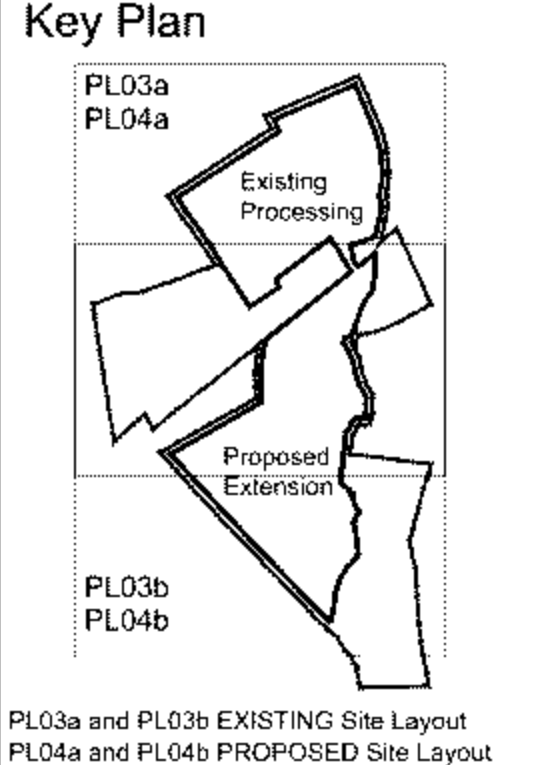 Key Plan
PL03a
PL04a
Existing
Processing
Proposed
Extension
PL03b
PL04b
PL03a and PL03b EXISTING Site Layout
PL04a and PL04b PROPOSED Site Layout